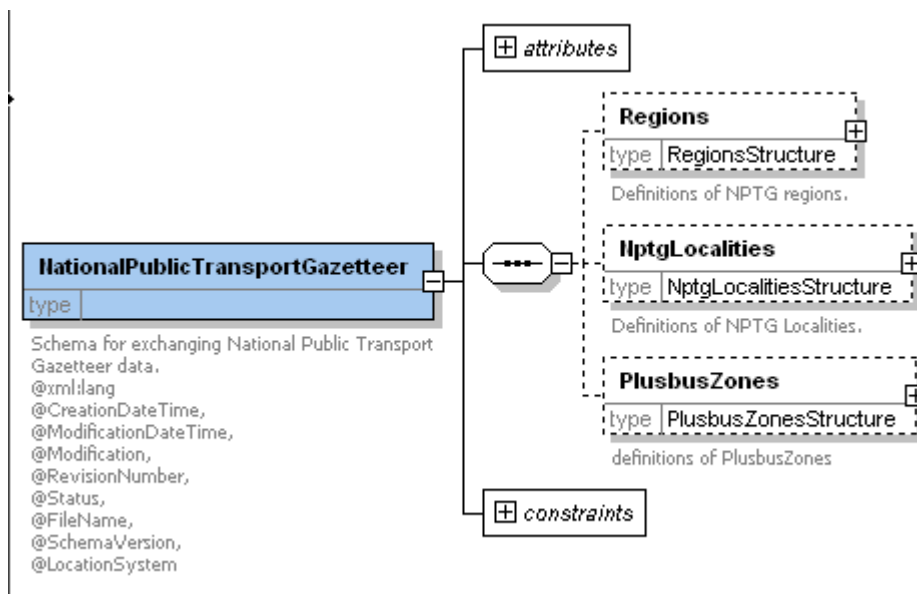 attributes
Regions
type RegionsStructure
Definitions of NPTG regions.
NationalPublicTransportGazetteer
type
Schema for exchanging National Public Transport
Gazetteer data.
@xml:lang
@CreationDateTime,
@ModificationDateTime,
@Modification,
@RevisionNumber,
@Status,
@FileName,
@SchemaVersion,
@LocationSystem
NptgLocalities
type NptgLocalitiesStructure
Definitions of NPTG Localities.
PlusbusZones
type PlusbusZonesStructure
definitions of PlusbusZones
constraints